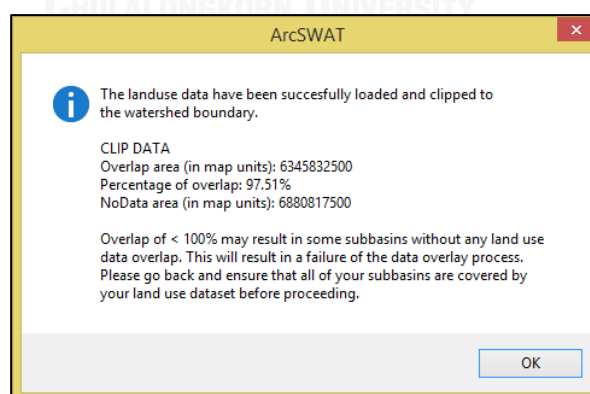 CHULALONGKORN UNIVERSITY
ArcSWAT
The landuse data have been succesfully loaded and clipped to
the watershed boundary.
CLIP DATA
Overlap area (in map units): 6345832500
Percentage of overlap: 97.51%
NoData area (in map units): 6880817500
Overlap of < 100% may result in some subbasins without any land use
data overlap. This will result in a failure of the data overlay process.
Please go back and ensure that all of your subbasins are covered by
your land use dataset before proceeding.
OK